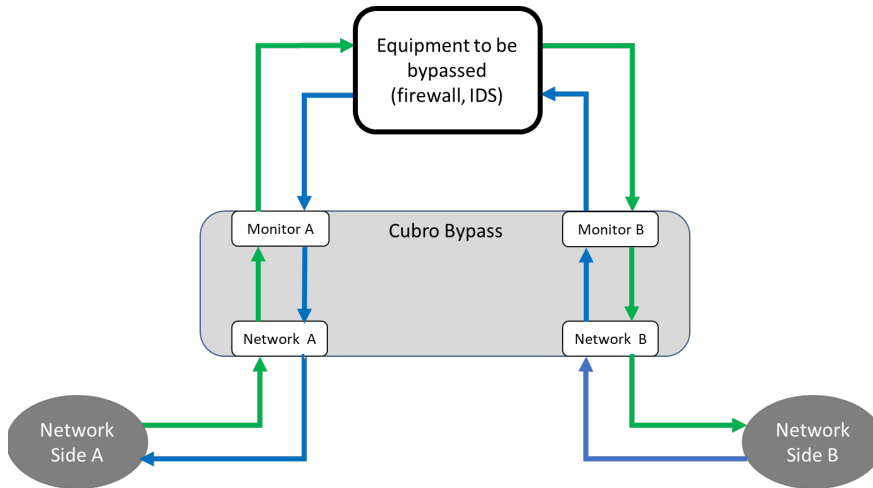 Equipment to be
bypassed
(firewall, IDS)
Monitor A
Cubro Bypass
Monitor B
Network A
Network B
Network
Side A
Network
Side B